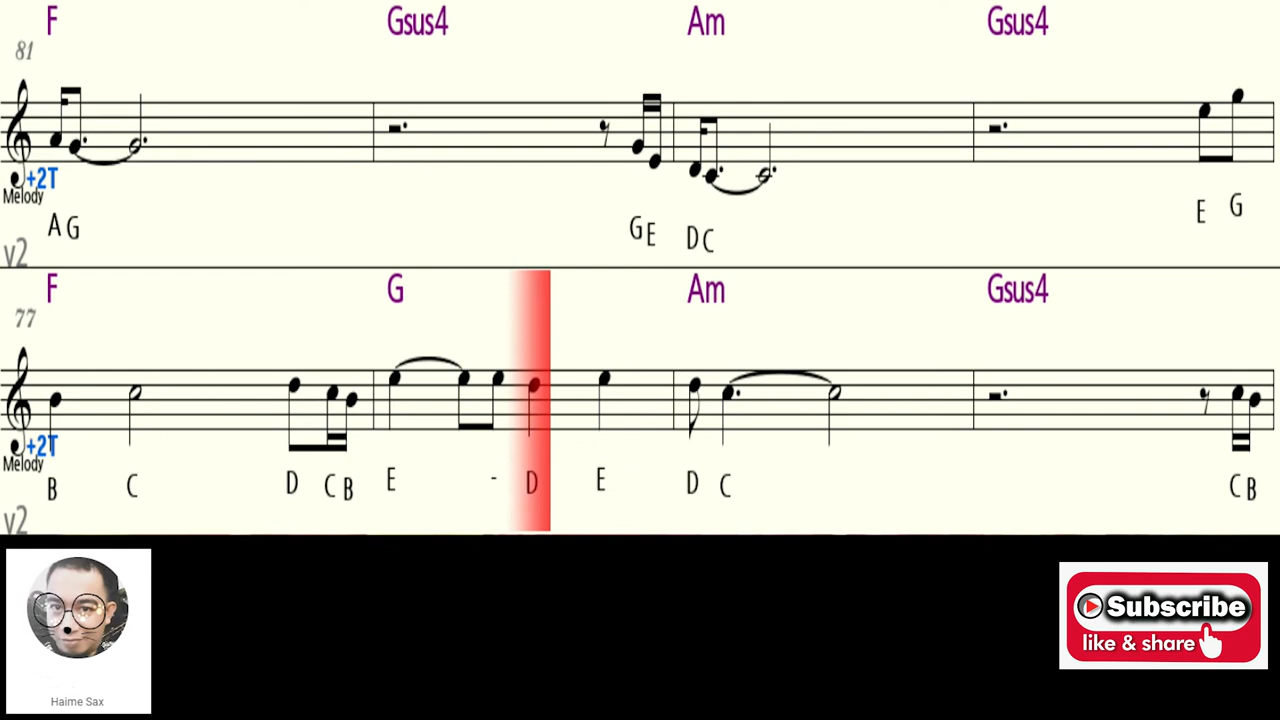 F Gsus4 Am Gsus4
81
+2T
Melody
A G G E D C E G
v2
F G Am Gsus4
77
+2T
Melody
B C D C B E - D E D C C B
v2
Haime Sax
Subscribe
like & share